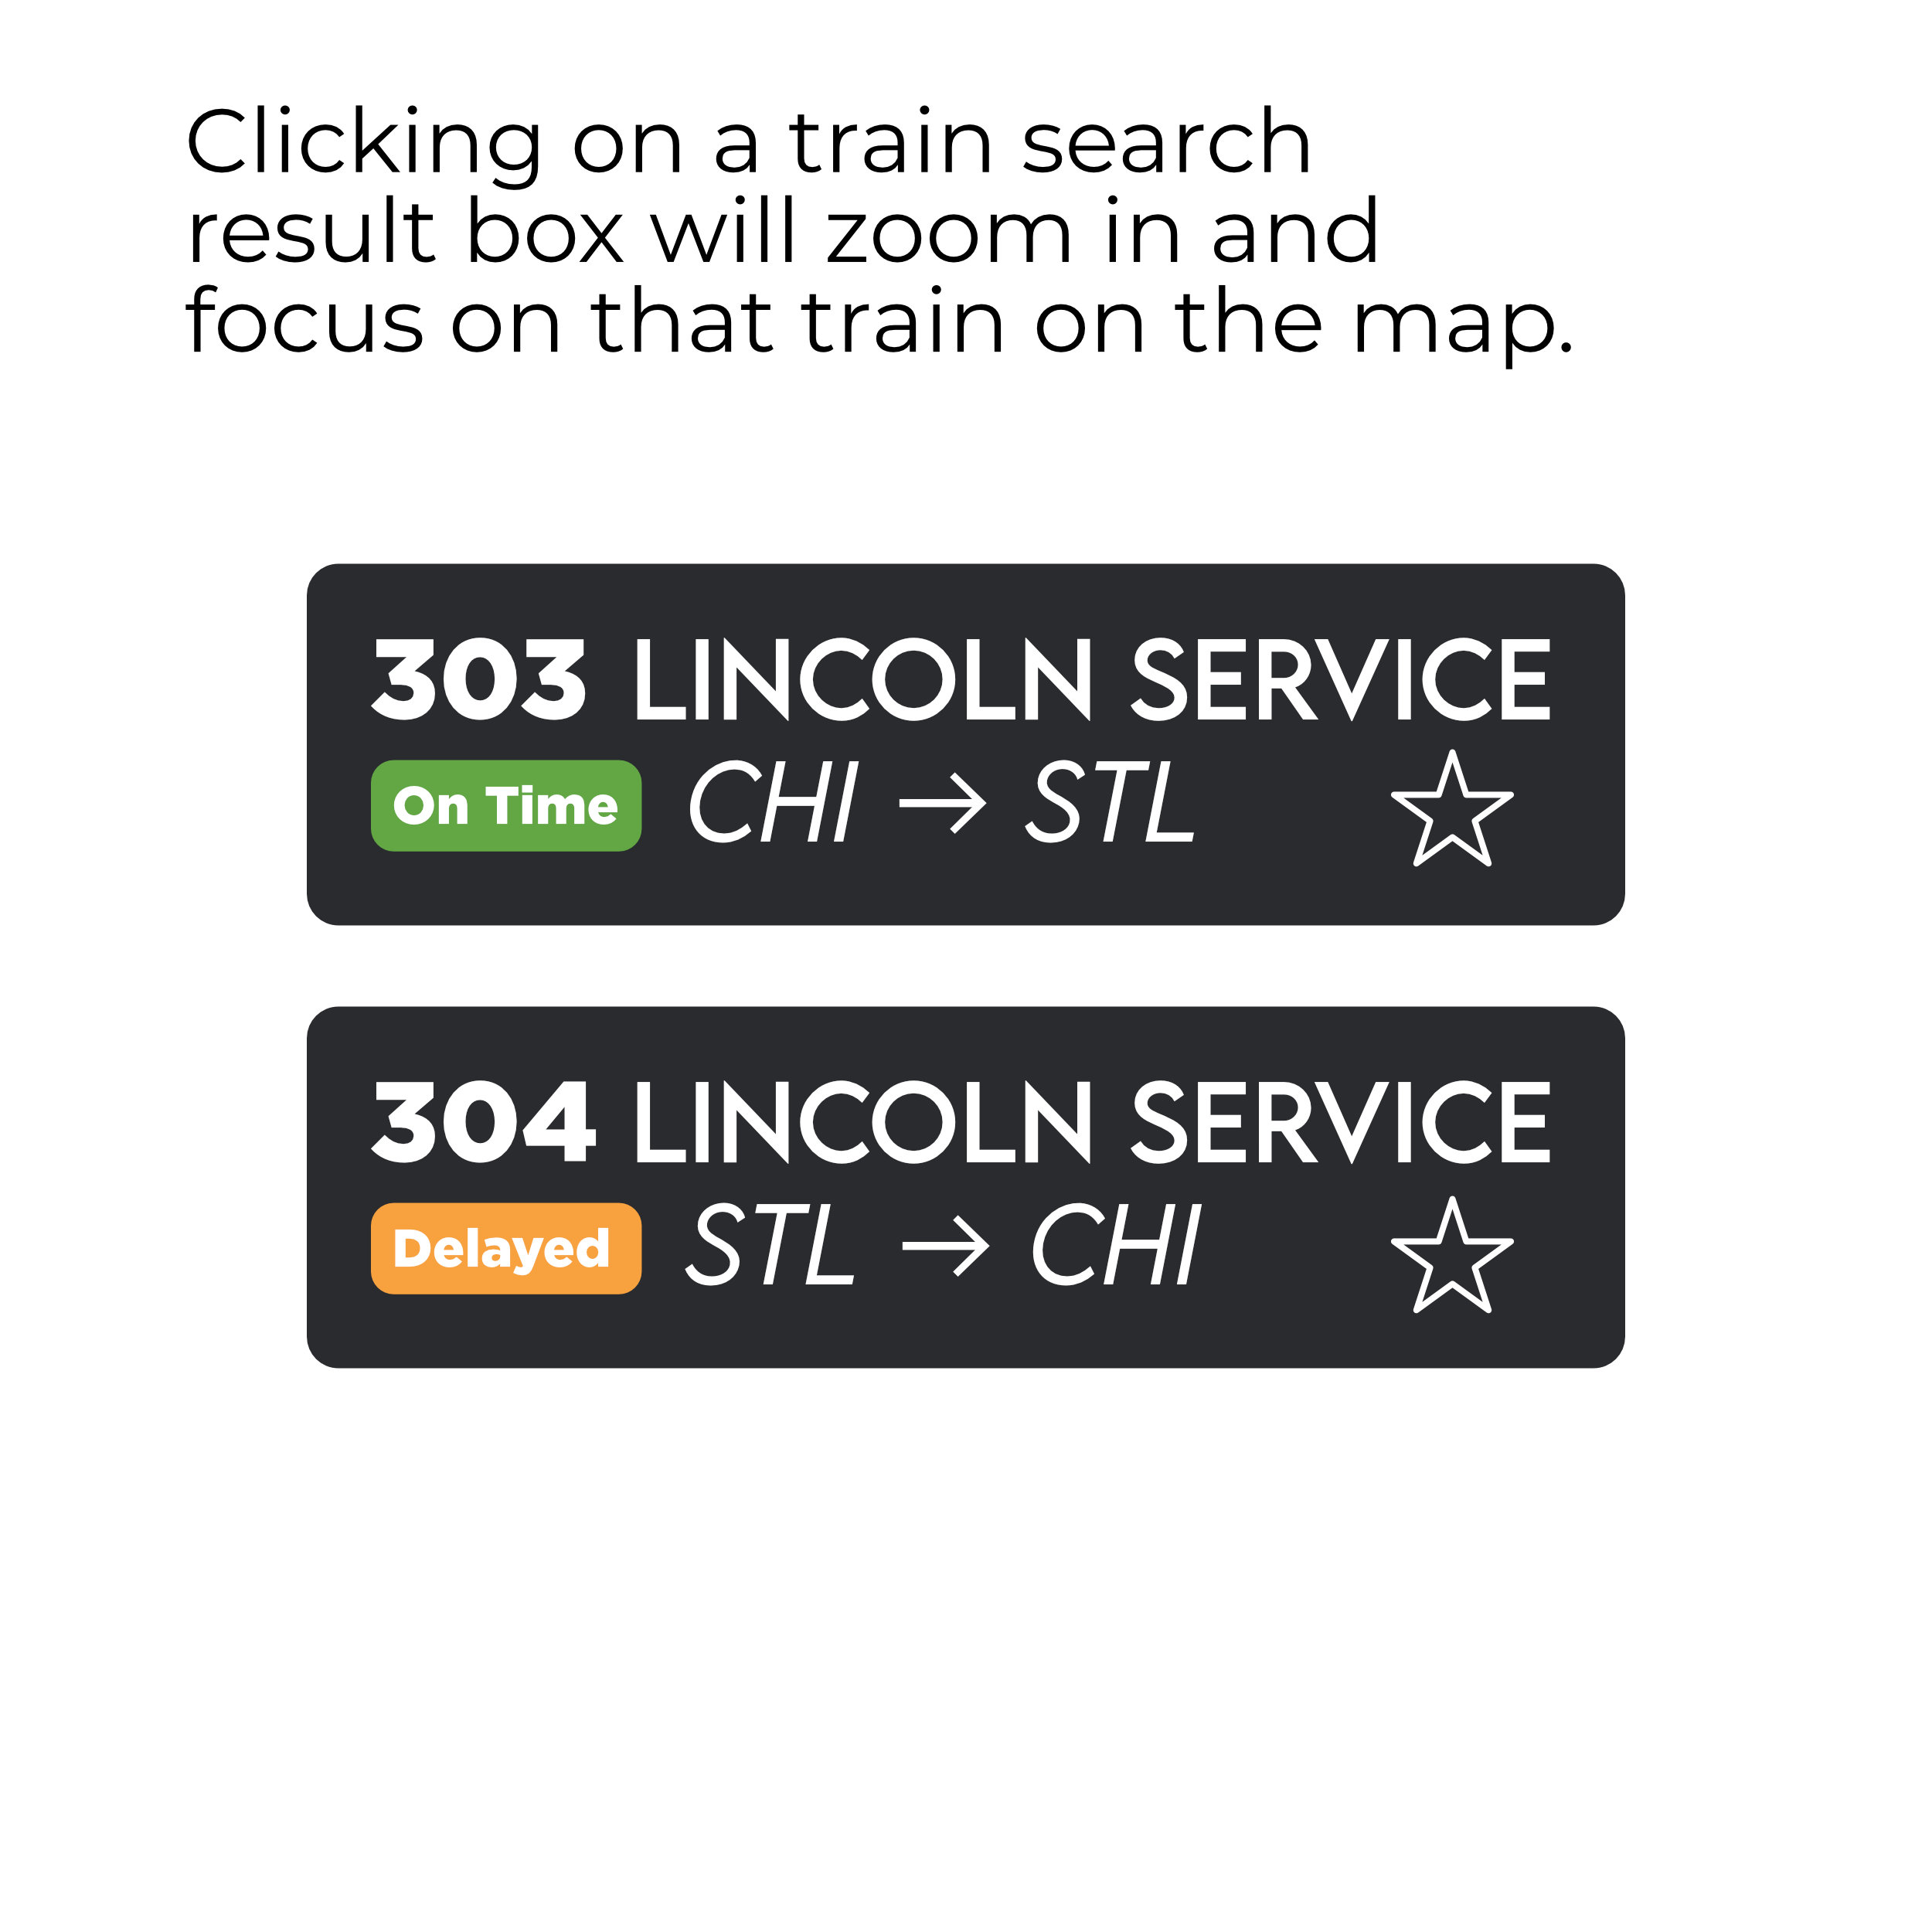 Clicking on a train search
result box will zoom in and
focus on that train on the map.
303 LINCOLN SERVICE
On Time CHI → STL
304 LINCOLN SERVICE
Delayed STL → CHI